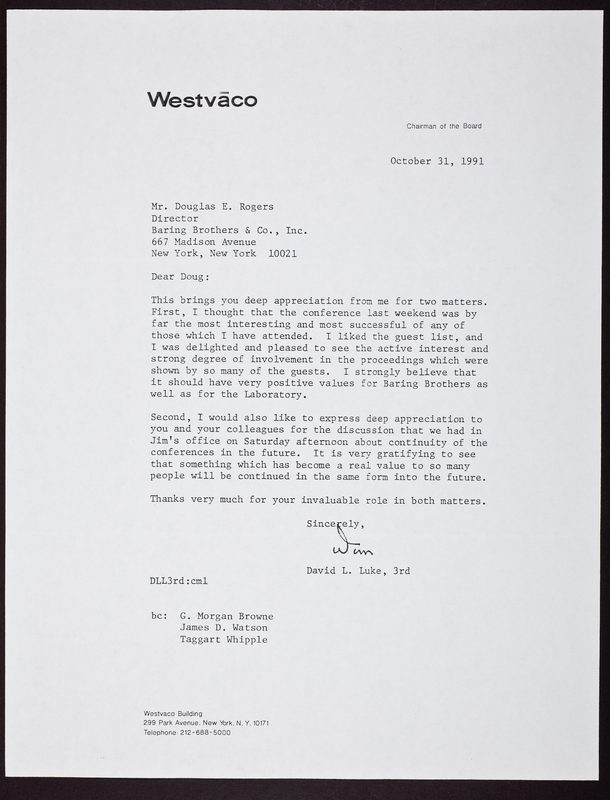 Westvāco
Chairman of the Board
October 31, 1991
Mr. Douglas E. Rogers
Director
Baring Brothers & Co., Inc.
667 Madison Avenue
New York, New York  10021
Dear Doug:
This brings you deep appreciation from me for two matters.
First, I thought that the conference last weekend was by
far the most interesting and most successful of any of
those which I have attended.  I liked the guest list, and
I was delighted and pleased to see the active interest and
strong degree of involvement in the proceedings which were
shown by so many of the guests.  I strongly believe that
it should have very positive values for Baring Brothers as
well as for the Laboratory.
Second, I would also like to express deep appreciation to
you and your colleagues for the discussion that we had in
Jim's office on Saturday afternoon about continuity of the
conferences in the future.  It is very gratifying to see
that something which has become a real value to so many
people will be continued in the same form into the future.
Thanks very much for your invaluable role in both matters.
Sincerely,
David L. Luke, 3rd
DLL3rd:cml
bc:  G. Morgan Browne
James D. Watson
Taggart Whipple
Westvaco Building
299 Park Avenue, New York, N. Y. 10171
Telephone: 212-688-5000